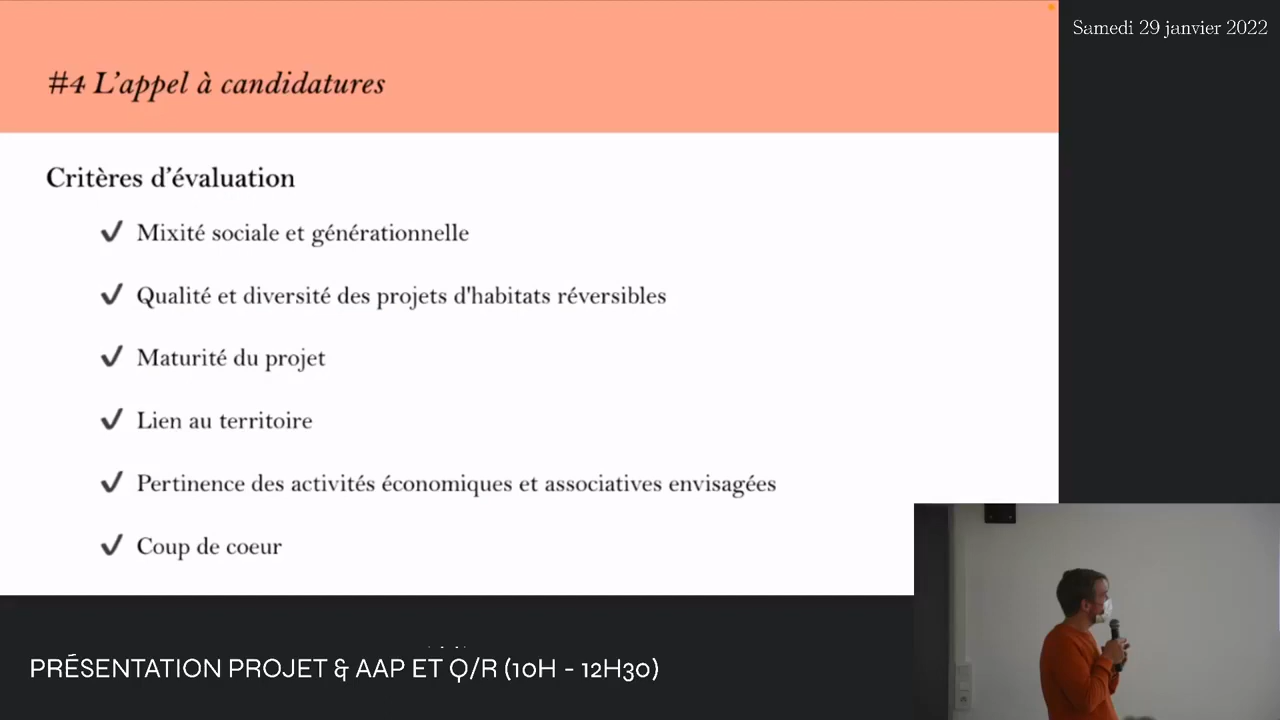 #4 L'appel à candidatures
Samedi 29 janvier 2022
Critères d'évaluation
✓ Mixité sociale et générationnelle
✓ Qualité et diversité des projets d'habitats réversibles
✓ Maturité du projet
✓ Lien au territoire
✓ Pertinence des activités économiques et associatives envisagées
✓ Coup de coeur
PRÉSENTATION PROJET & AAP ET Q/R (10H - 12H30)